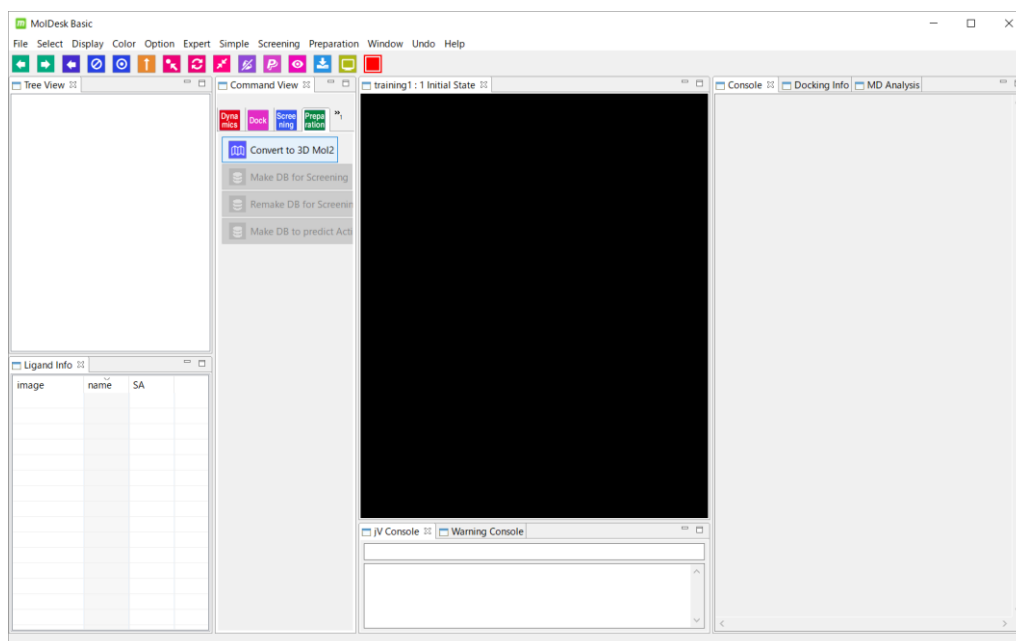 MolDesk Basic
File Select Display Color Option Expert Simple Screening Preparation Window Undo Help
Tree View
Command View
training1 : 1 Initial State
Console
Docking Info
MD Analysis
Dyna
mics
Dock
Scree
ning
Prepa
ration
»1
Convert to 3D Mol2
Make DB for Screening
Remake DB for Screenin
Make DB to predict Acti
Ligand Info
image name SA
jV Console
Warning Console